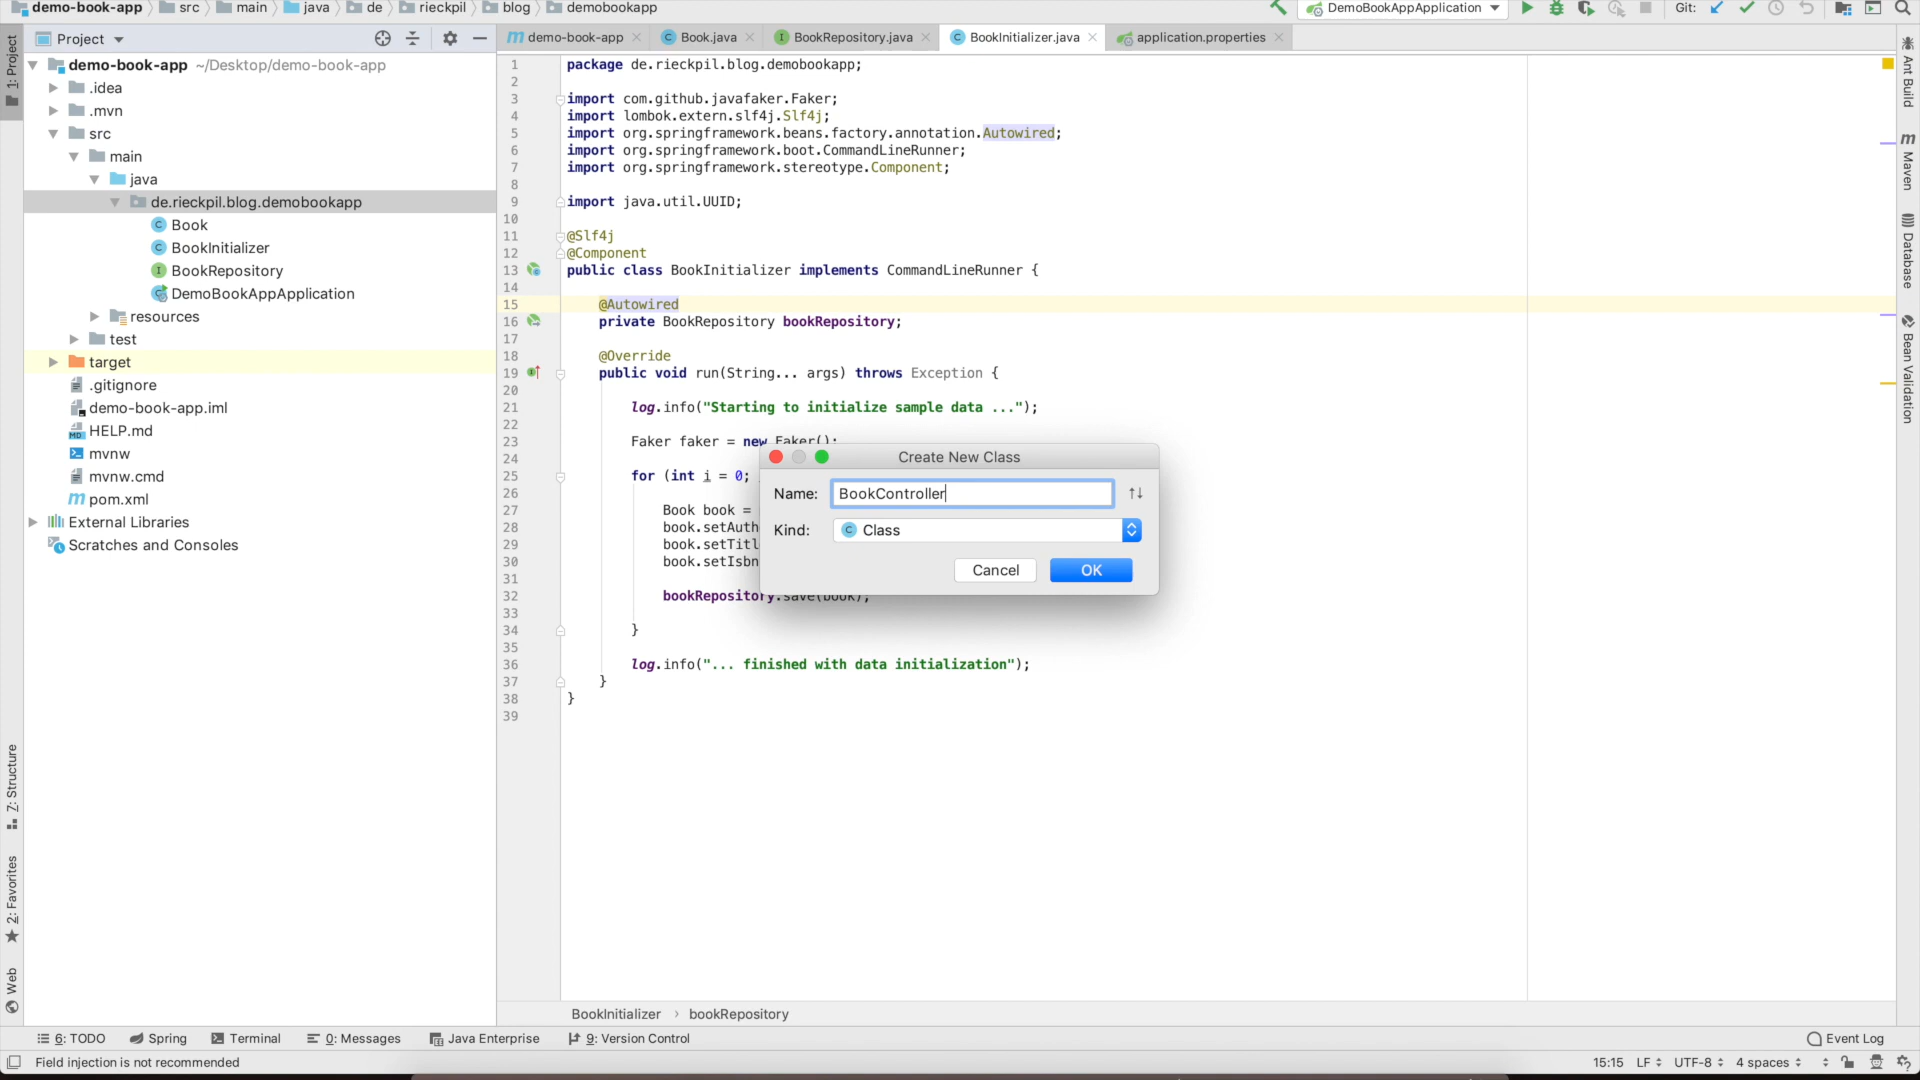 demo-book-app src main java de rieckpil blog demobookapp
DemoBookAppApplication Git:
Project
demo-book-app Book.java BookRepository.java BookInitializer.java application.properties
1: Project
Z: Structure
2: Favorites
Web
demo-book-app ~/Desktop/demo-book-app
.idea
.mvn
src
main
java
de.rieckpil.blog.demobookapp
Book
BookInitializer
BookRepository
DemoBookAppApplication
resources
test
target
.gitignore
demo-book-app.iml
HELP.md
mvnw
mvnw.cmd
pom.xml
External Libraries
Scratches and Consoles
1 package de.rieckpil.blog.demobookapp;
2
3 import com.github.javafaker.Faker;
4 import lombok.extern.slf4j.Slf4j;
5 import org.springframework.beans.factory.annotation.Autowired;
6 import org.springframework.boot.CommandLineRunner;
7 import org.springframework.stereotype.Component;
8
9 import java.util.UUID;
10
11 @Slf4j
12 @Component
13 public class BookInitializer implements CommandLineRunner {
14
15 @Autowired
16 private BookRepository bookRepository;
17
18 @Override
19 public void run(String... args) throws Exception {
20
21 log.info("Starting to initialize sample data ...");
22
23 Faker faker = new Faker();
24
25 for (int i = 0;
26
27 Book book =
28 book.setAuth
29 book.setTitl
30 book.setIsbn
31
32 bookRepository.save(book);
33
34 }
35
36 log.info("... finished with data initialization");
37 }
38 }
39
Create New Class
Name: BookController
Kind: Class
Cancel OK
Ant Build
Maven
Database
Bean Validation
BookInitializer › bookRepository
6: TODO Spring Terminal 0: Messages Java Enterprise 9: Version Control Event Log
Field injection is not recommended 15:15 LF UTF-8 4 spaces